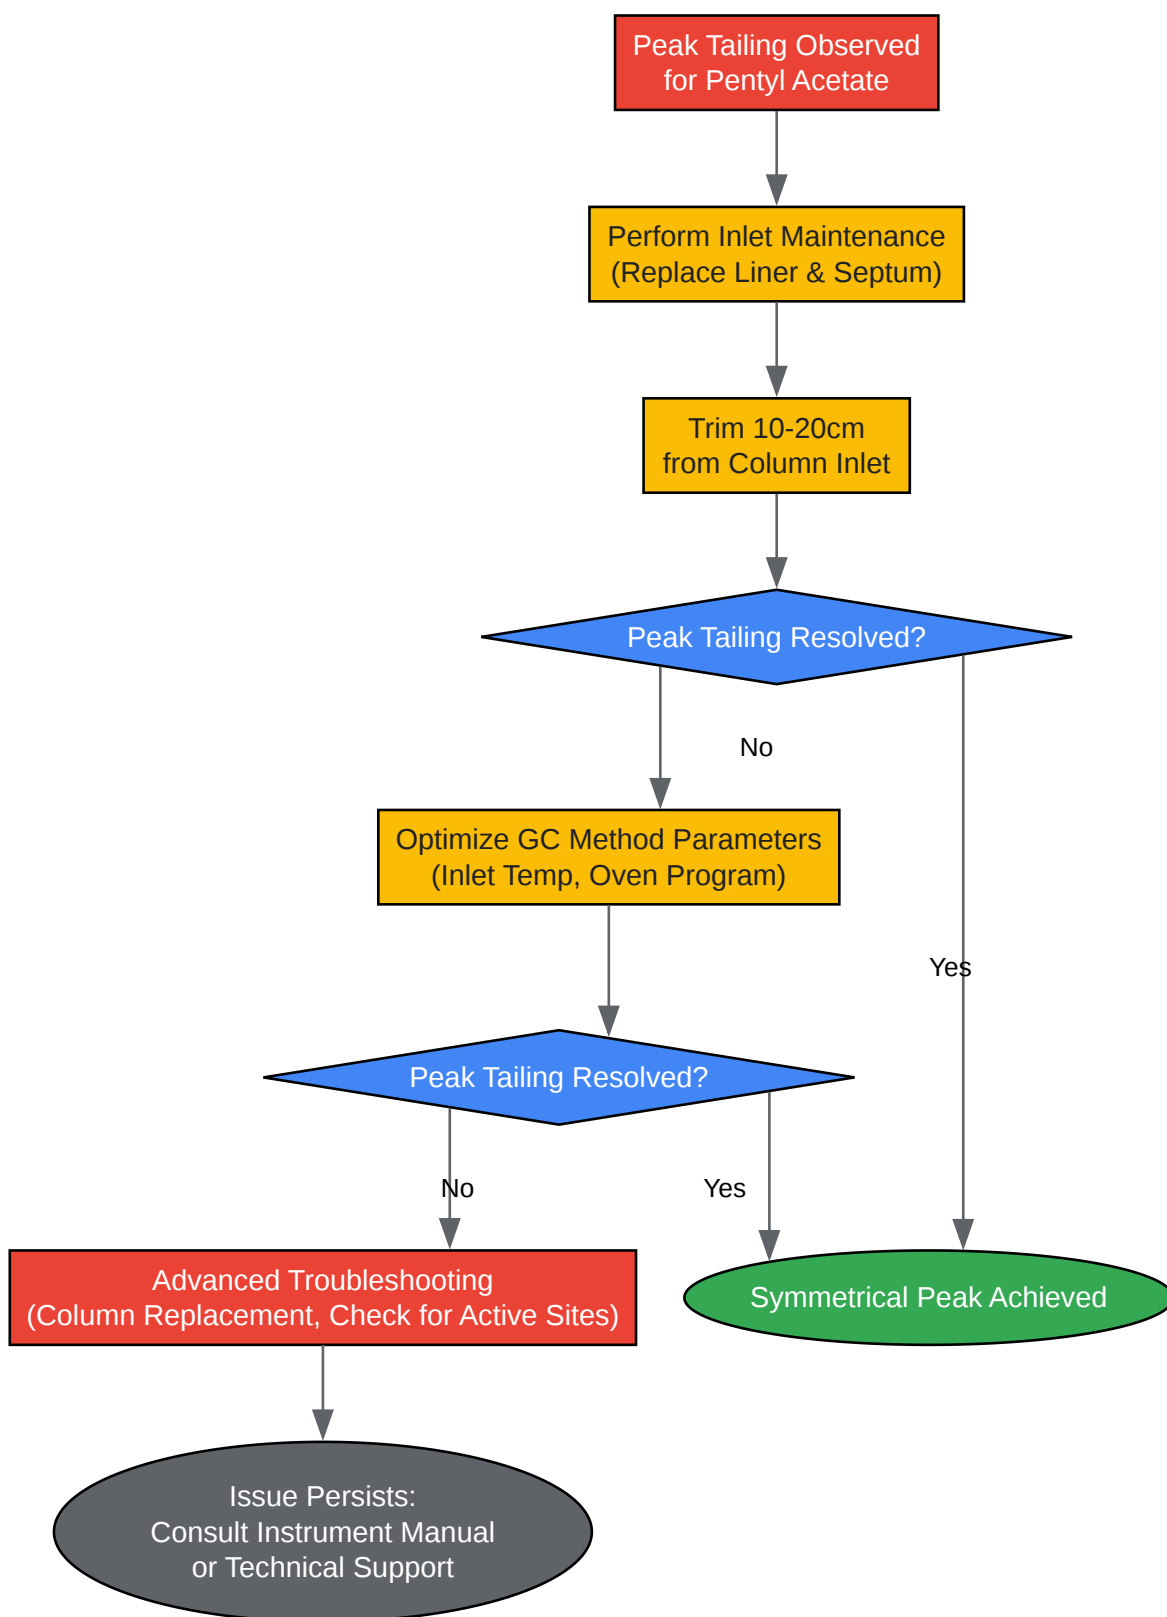 Peak Tailing Observed
for Pentyl Acetate
Perform Inlet Maintenance
(Replace Liner & Septum)
Trim 10-20cm
from Column Inlet
Peak Tailing Resolved?
No
Optimize GC Method Parameters
(Inlet Temp, Oven Program)
Yes
Peak Tailing Resolved?
No
Yes
Advanced Troubleshooting
(Column Replacement, Check for Active Sites)
Symmetrical Peak Achieved
Issue Persists:
Consult Instrument Manual
or Technical Support